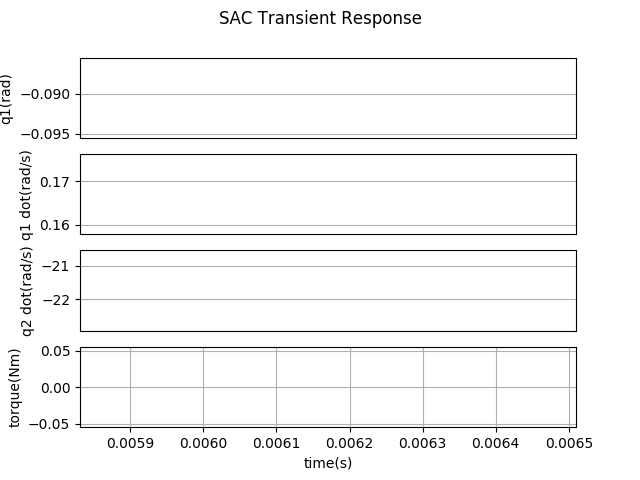 SAC Transient Response
q1(rad)
−0.090
−0.095
q1 dot(rad/s)
0.17
0.16
q2 dot(rad/s)
−21
−22
torque(Nm)
0.05
0.00
−0.05
0.0059 0.0060 0.0061 0.0062 0.0063 0.0064 0.0065
time(s)